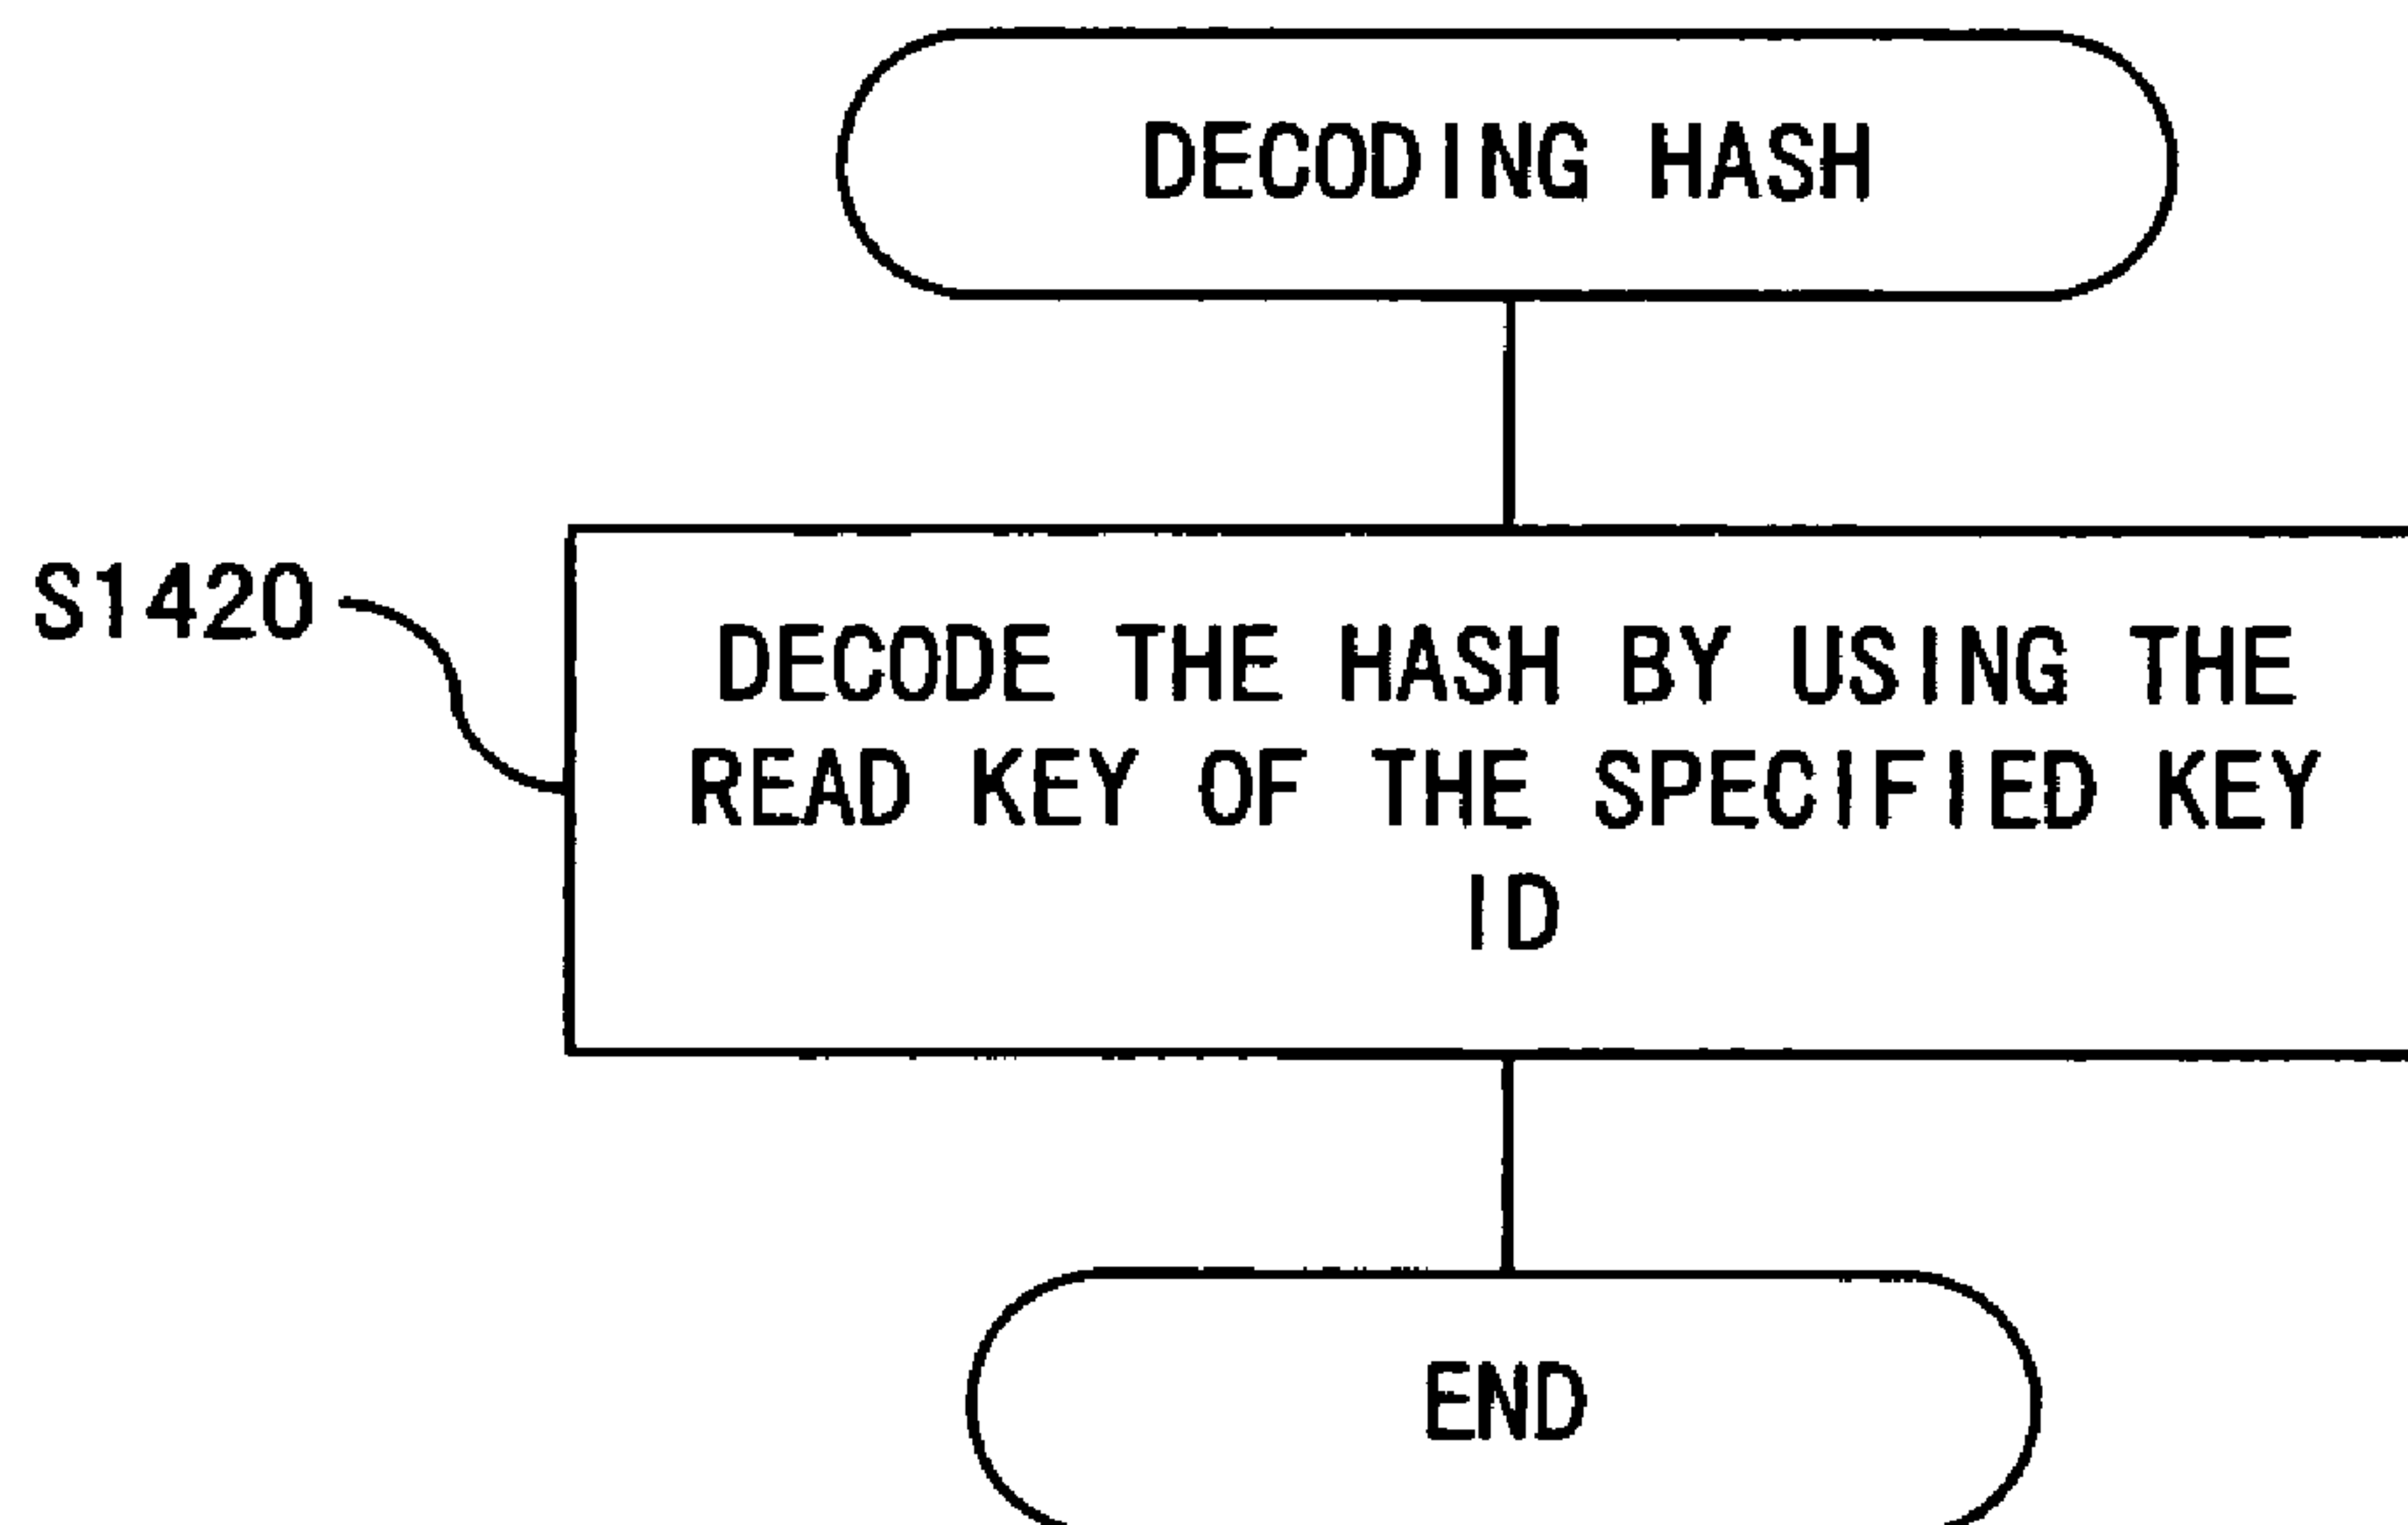 DECODING HASH
S1420
DECODE THE HASH BY USING THE
READ KEY OF THE SPECIFIED KEY
ID
END